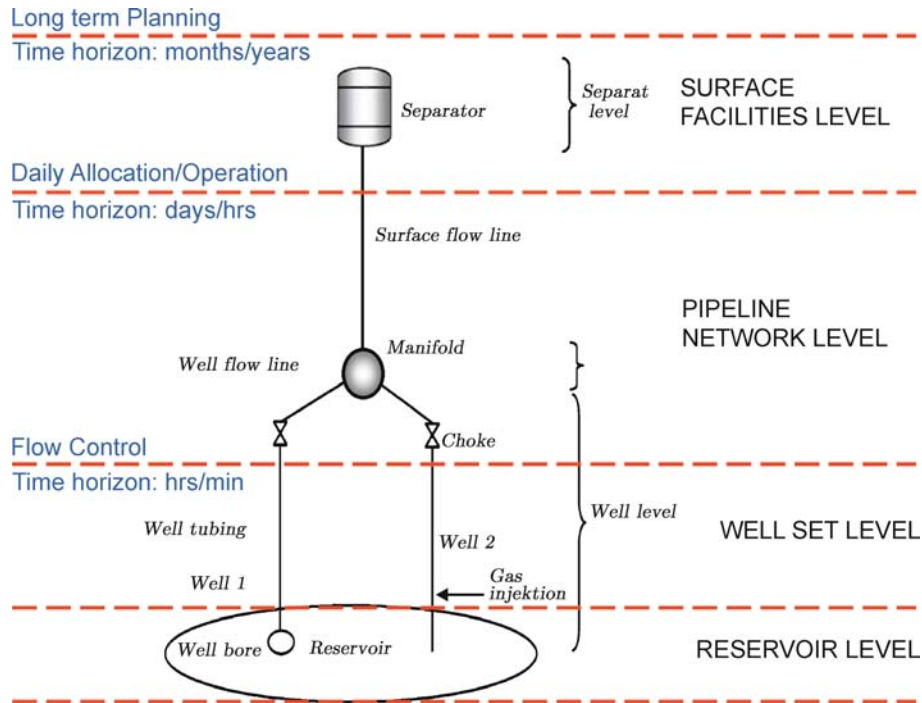 Long term Planning
Time horizon: months/years
Separator
Separat
level
SURFACE
FACILITIES LEVEL
Daily Allocation/Operation
Time horizon: days/hrs
Surface flow line
PIPELINE
NETWORK LEVEL
Manifold
Well flow line
Choke
Flow Control
Time horizon: hrs/min
Well level
Well tubing
Well 2
WELL SET LEVEL
Well 1
Gas
injektion
Well bore
Reservoir
RESERVOIR LEVEL